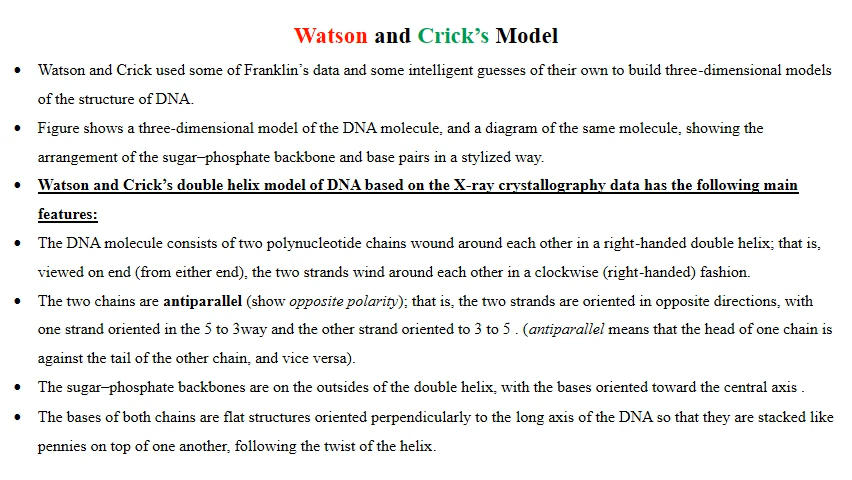 Watson and Crick’s Model
• Watson and Crick used some of Franklin’s data and some intelligent guesses of their own to build three-dimensional models
of the structure of DNA.
• Figure shows a three-dimensional model of the DNA molecule, and a diagram of the same molecule, showing the
arrangement of the sugar–phosphate backbone and base pairs in a stylized way.
• Watson and Crick’s double helix model of DNA based on the X-ray crystallography data has the following main
features:
• The DNA molecule consists of two polynucleotide chains wound around each other in a right-handed double helix; that is,
viewed on end (from either end), the two strands wind around each other in a clockwise (right-handed) fashion.
• The two chains are antiparallel (show opposite polarity); that is, the two strands are oriented in opposite directions, with
one strand oriented in the 5 to 3way and the other strand oriented to 3 to 5 . (antiparallel means that the head of one chain is
against the tail of the other chain, and vice versa).
• The sugar–phosphate backbones are on the outsides of the double helix, with the bases oriented toward the central axis .
• The bases of both chains are flat structures oriented perpendicularly to the long axis of the DNA so that they are stacked like
pennies on top of one another, following the twist of the helix.